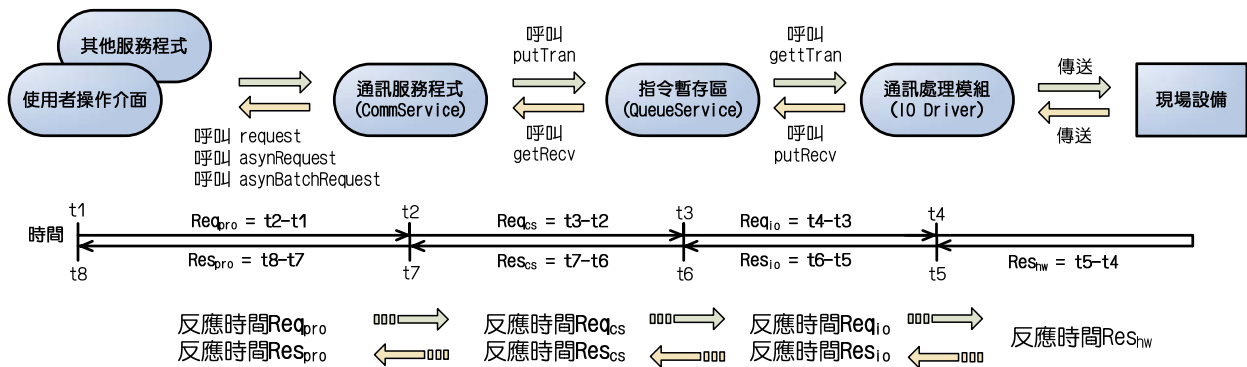 其他服務程式
使用者操作介面
呼叫 request
呼叫 asynRequest
呼叫 asynBatchRequest
通訊服務程式
(CommService)
呼叫
putTran
呼叫
getRecv
指令暫存區
(QueueService)
呼叫
gettTran
呼叫
putRecv
通訊處理模組
(IO Driver)
傳送
傳送
現場設備
時間
t1
t8
Reqpro = t2-t1
Respro = t8-t7
t2
t7
Reqcs = t3-t2
Rescs = t7-t6
t3
t6
Reqio = t4-t3
Resio = t6-t5
t4
t5
Reshw = t5-t4
反應時間Reqpro
反應時間Respro
反應時間Reqcs
反應時間Rescs
反應時間Reqio
反應時間Resio
反應時間Reshw